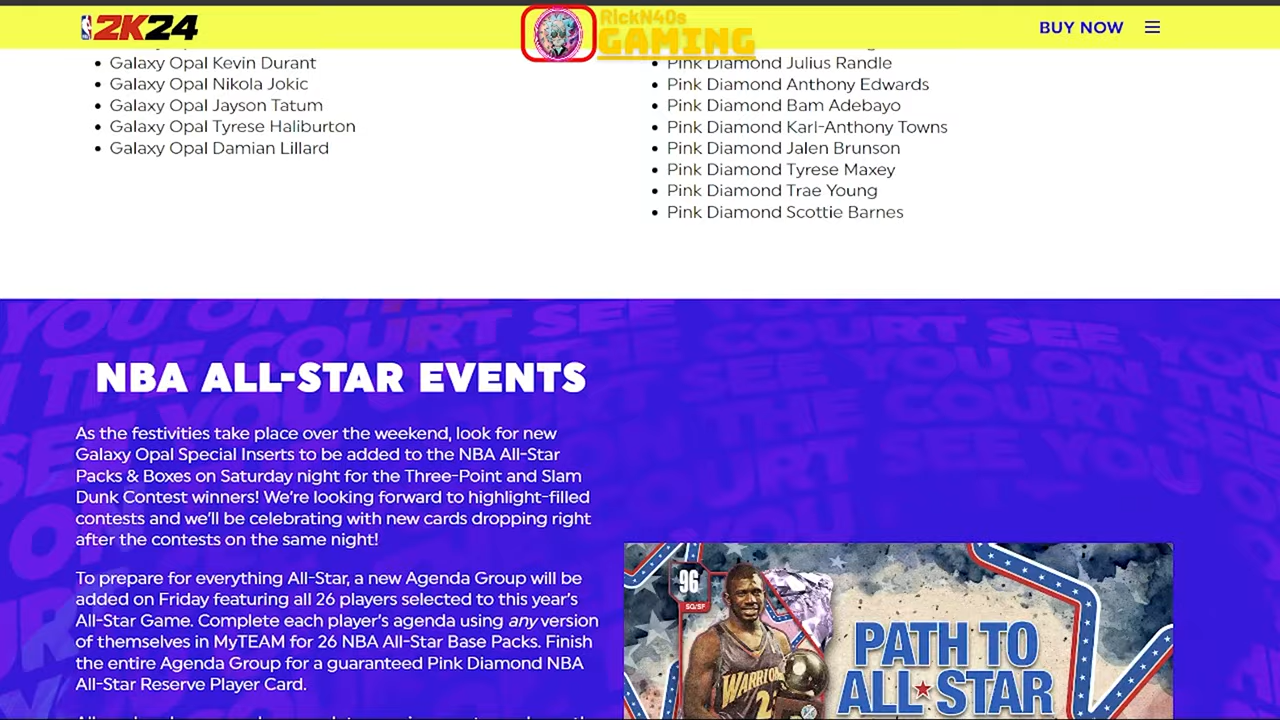 NBA 2K24
RickN40s
GAMING
BUY NOW
Galaxy Opal Kevin Durant
Galaxy Opal Nikola Jokic
Galaxy Opal Jayson Tatum
Galaxy Opal Tyrese Haliburton
Galaxy Opal Damian Lillard
Pink Diamond Julius Randle
Pink Diamond Anthony Edwards
Pink Diamond Bam Adebayo
Pink Diamond Karl-Anthony Towns
Pink Diamond Jalen Brunson
Pink Diamond Tyrese Maxey
Pink Diamond Trae Young
Pink Diamond Scottie Barnes
NBA ALL-STAR EVENTS
As the festivities take place over the weekend, look for new
Galaxy Opal Special Inserts to be added to the NBA All-Star
Packs & Boxes on Saturday night for the Three-Point and Slam
Dunk Contest winners! We're looking forward to highlight-filled
contests and we'll be celebrating with new cards dropping right
after the contests on the same night!
To prepare for everything All-Star, a new Agenda Group will be
added on Friday featuring all 26 players selected to this year's
All-Star Game. Complete each player's agenda using any version
of themselves in MyTEAM for 26 NBA All-Star Base Packs. Finish
the entire Agenda Group for a guaranteed Pink Diamond NBA
All-Star Reserve Player Card.
96
SG/SF
WARRIORS
PATH TO
ALL★STAR